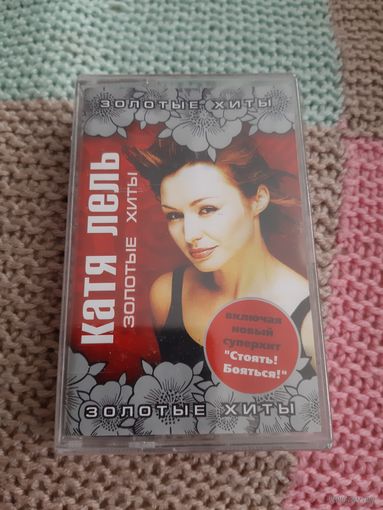 ЗОЛОТЫЕ ХИТЫ
КАТЯ ЛЕЛЬ
ЗОЛОТЫЕ ХИТЫ
включая
новый
суперхит
"Стоять!
Бояться!"
ЗОЛОТЫЕ ХИТЫ